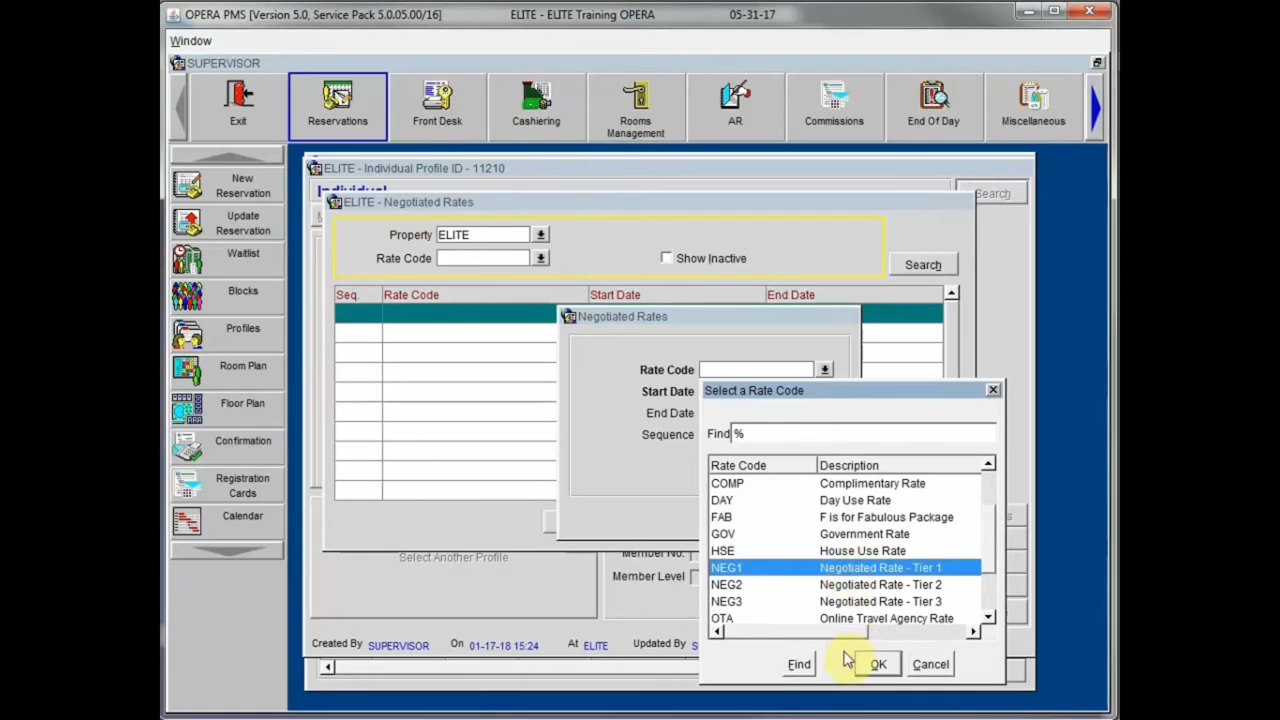 OPERA PMS [Version 5.0, Service Pack 5.0.05.00/16] ELITE - ELITE Training OPERA 05-31-17
Window
SUPERVISOR
Exit
Reservations
Front Desk
Cashiering
Rooms Management
AR
Commissions
End Of Day
Miscellaneous
New Reservation
Update Reservation
Waitlist
Blocks
Profiles
Room Plan
Floor Plan
Confirmation
Registration Cards
Calendar
ELITE - Individual Profile ID - 11210
Individual
Search
ELITE - Negotiated Rates
Property ELITE
Rate Code
Show Inactive
Search
Seq. Rate Code Start Date End Date
Negotiated Rates
Rate Code
Start Date
End Date
Sequence
Select a Rate Code
Find %
Rate Code Description
COMP Complimentary Rate
DAY Day Use Rate
FAB F is for Fabulous Package
GOV Government Rate
HSE House Use Rate
NEG1 Negotiated Rate - Tier 1
NEG2 Negotiated Rate - Tier 2
NEG3 Negotiated Rate - Tier 3
OTA Online Travel Agency Rate
Find OK Cancel
Select Another Profile
Member No.
Member Level
Created By SUPERVISOR On 01-17-18 15:24 At ELITE Updated By